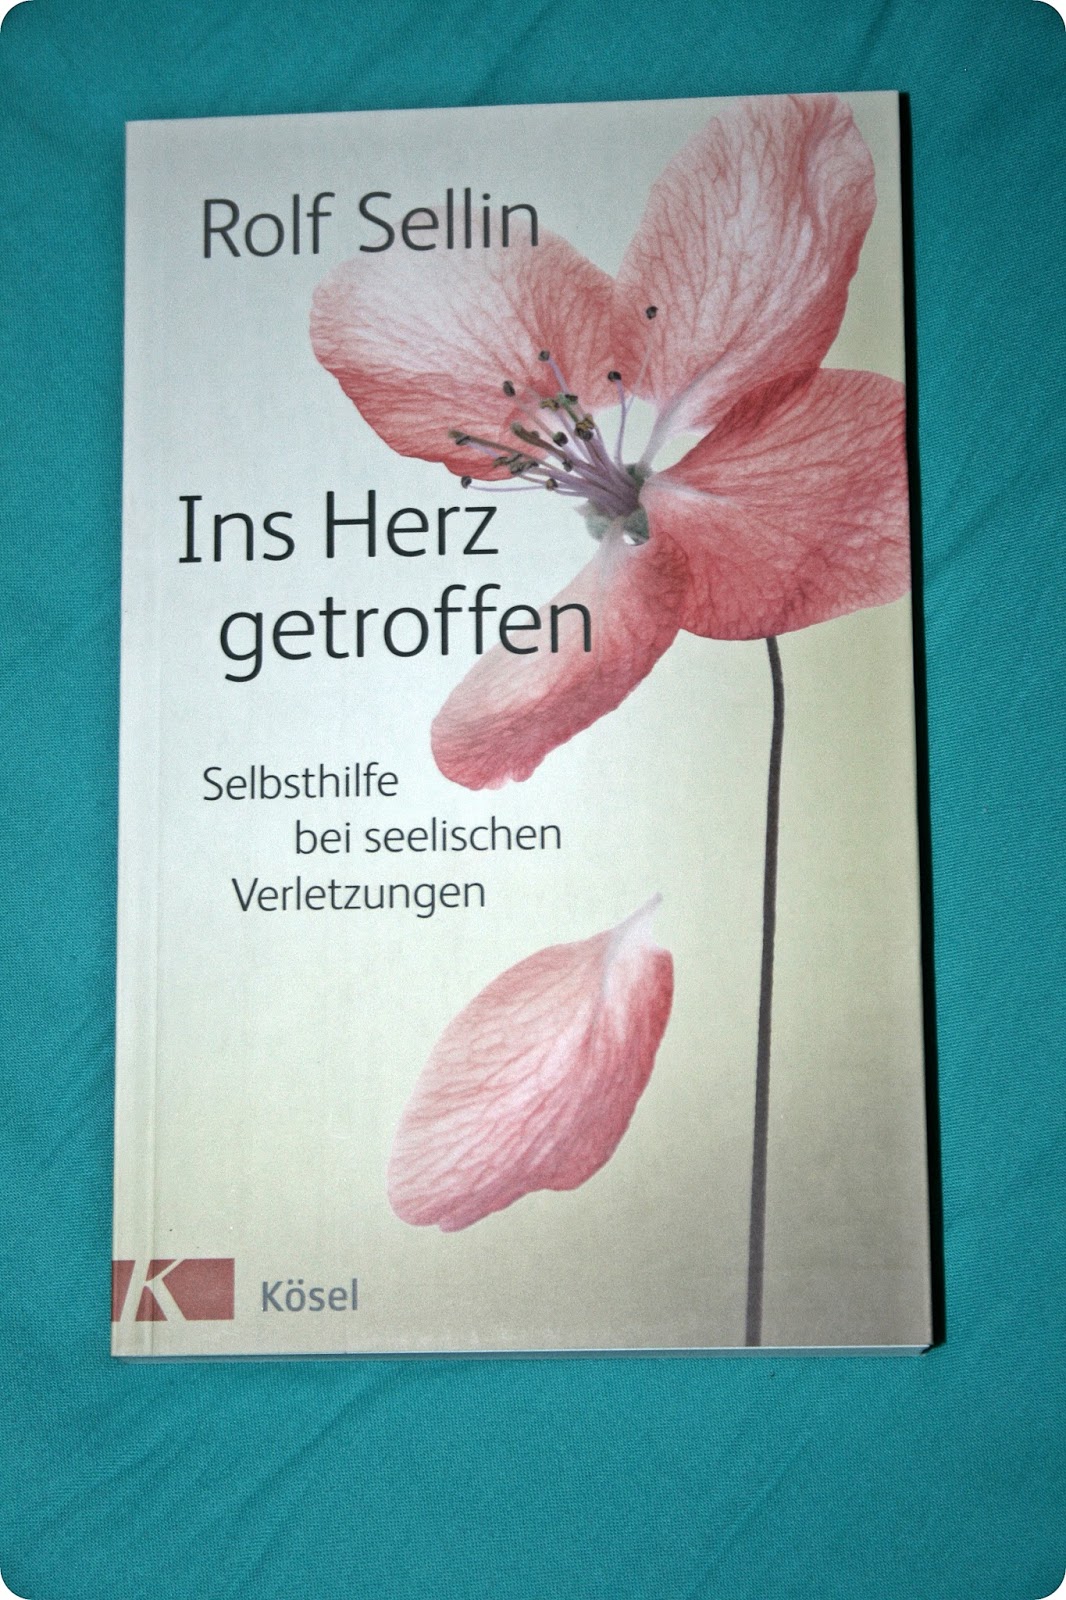 Rolf Sellin
Ins Herz
getroffen
Selbsthilfe
bei seelischen
Verletzungen
K Kösel